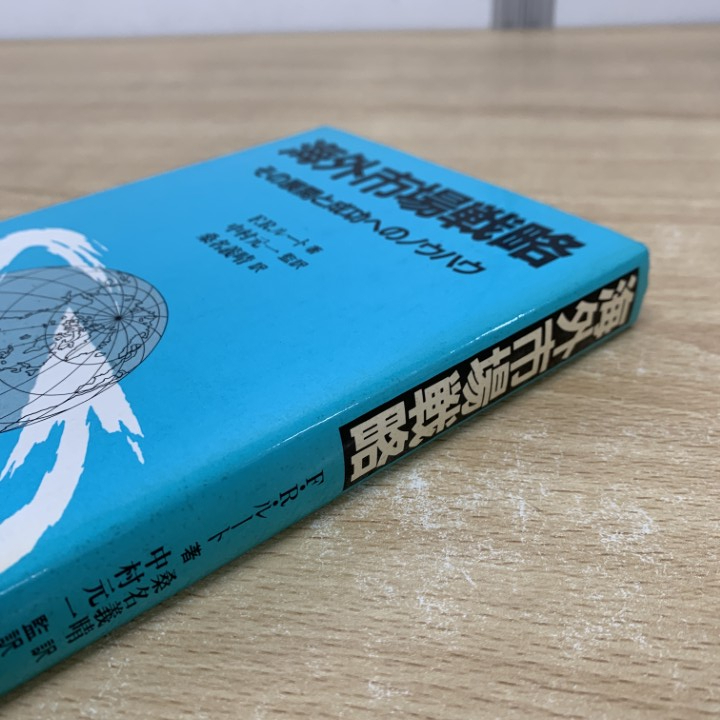 海外市場戦略
その展開と成功へのノウハウ
F.R.ルート著
中村元一 監訳
桑名義晴 訳
海外市場戦略
F・R・ルート 著
中村元一 監訳
桑名義晴 訳